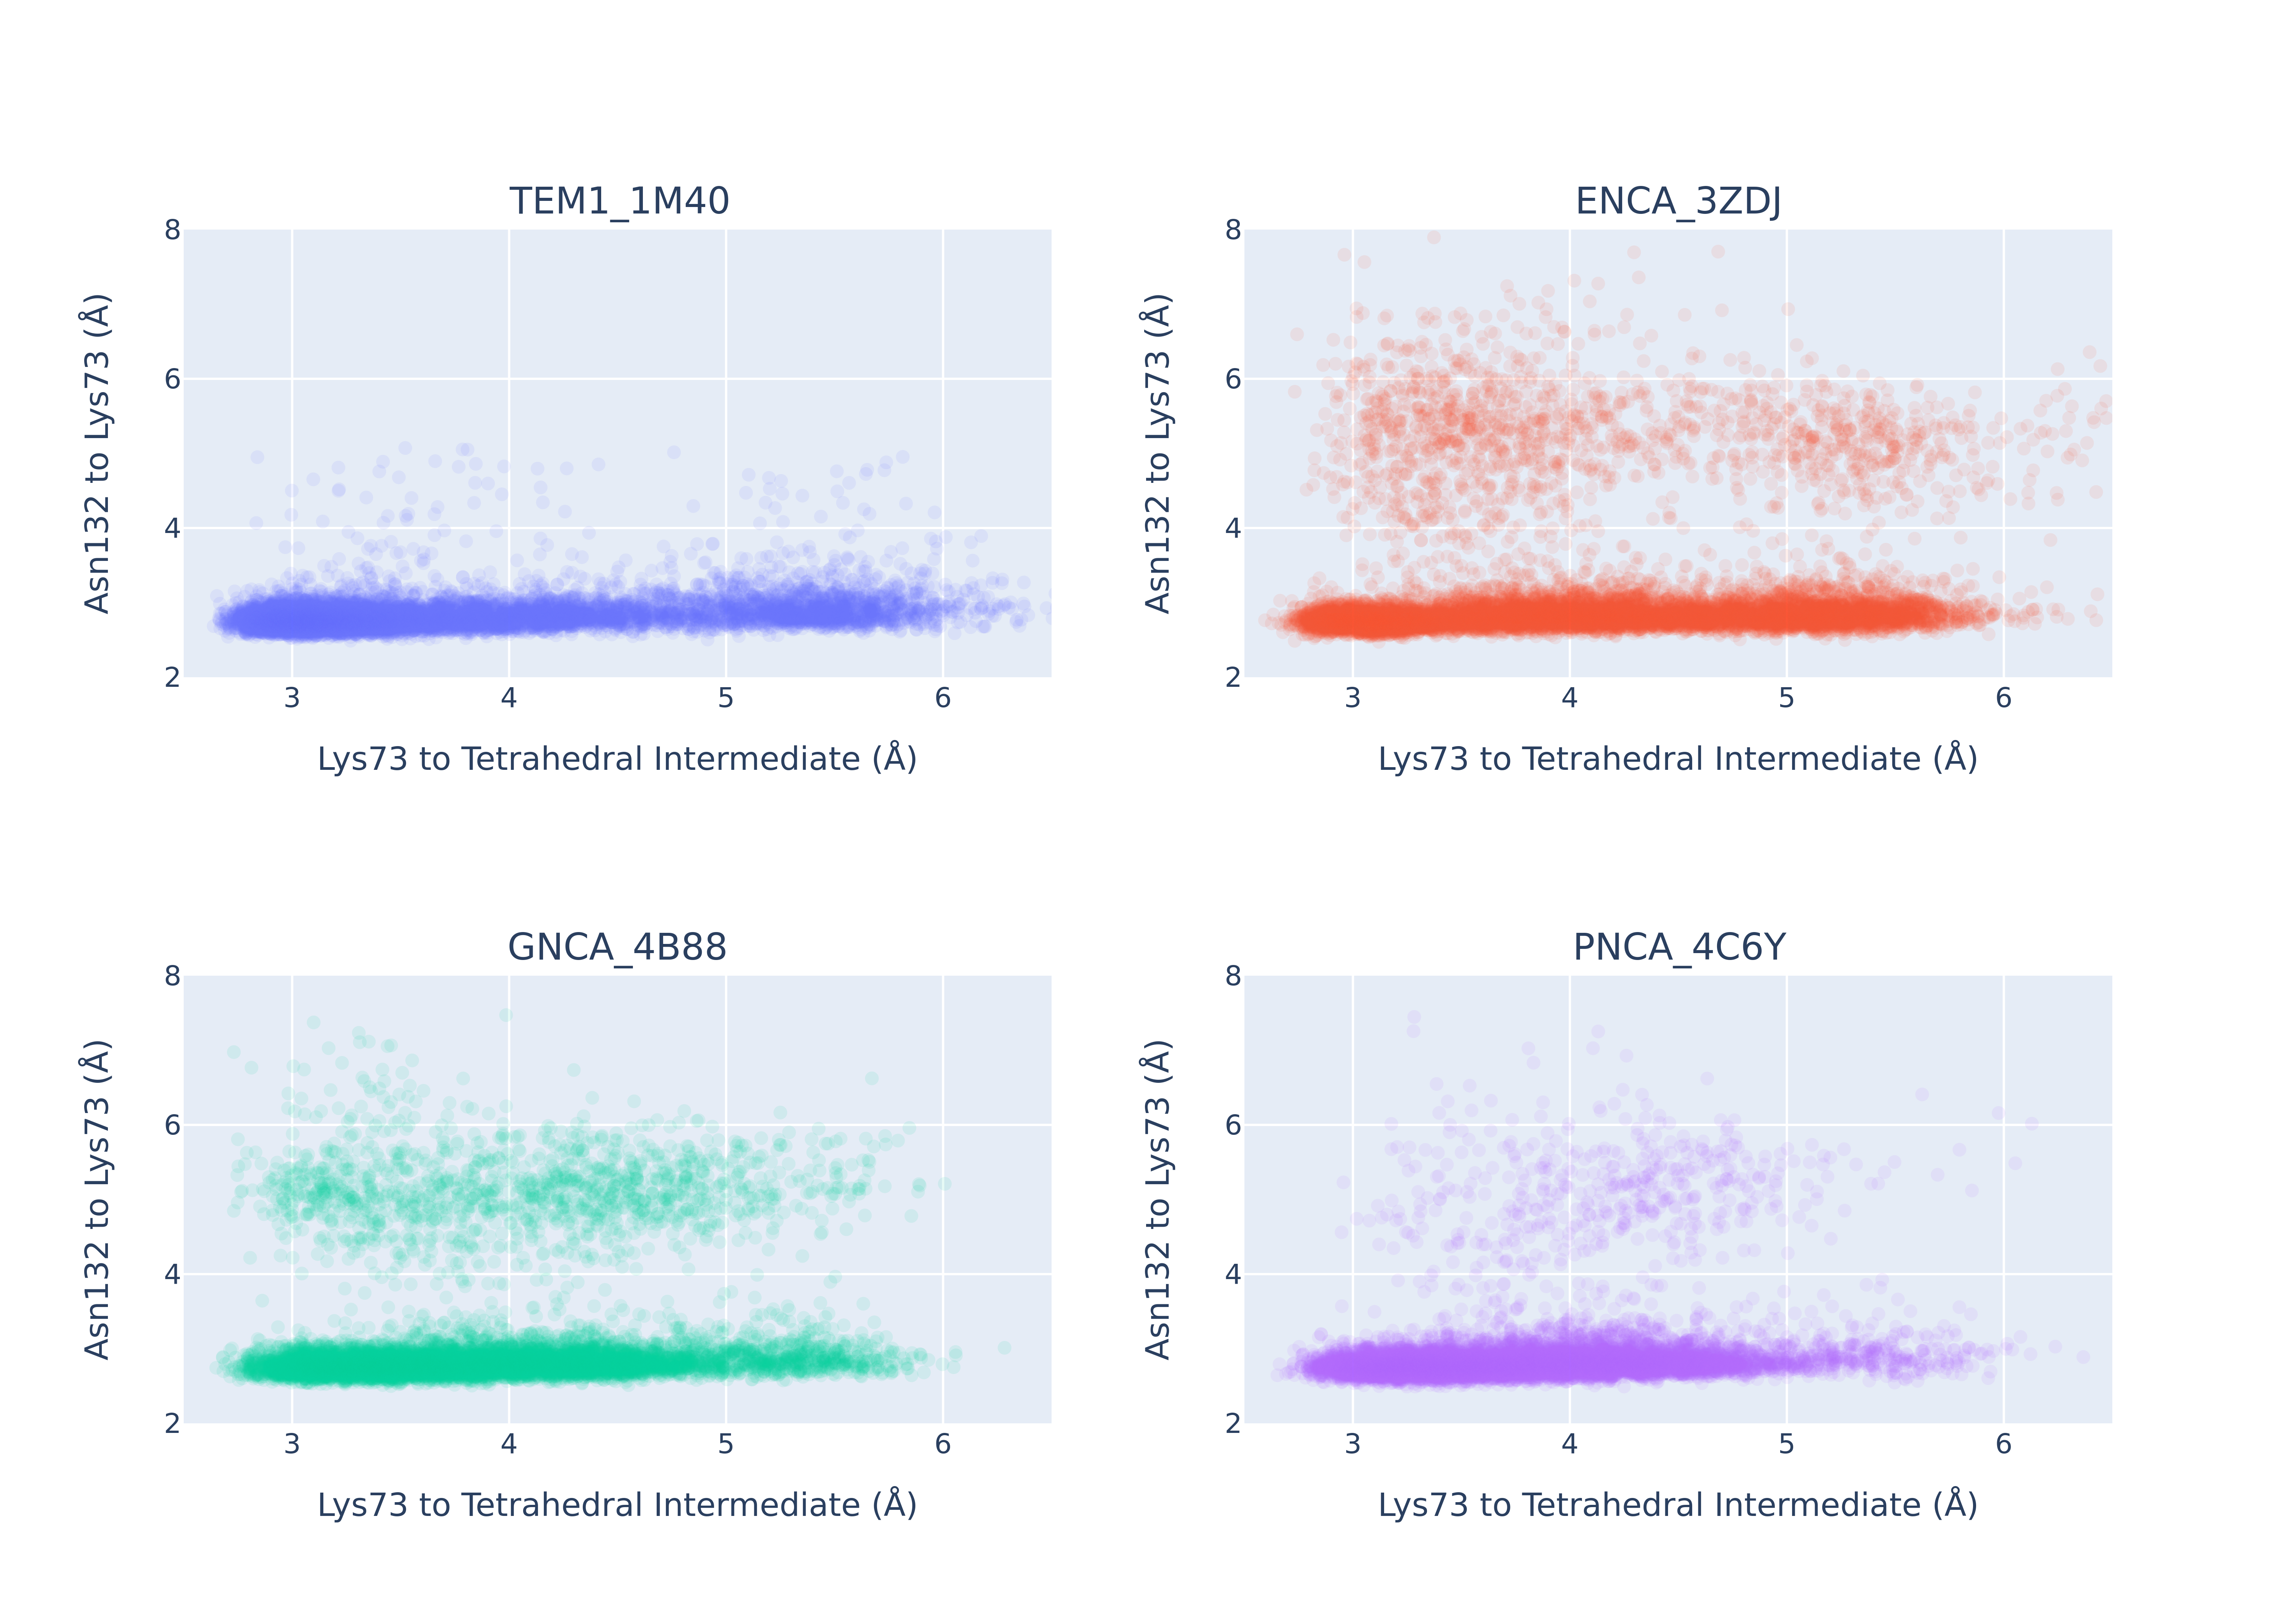 TEM1_1M40
ENCA_3ZDJ
8
6
4
2
Asn132 to Lys73 (Å)
3 4 5 6
Lys73 to Tetrahedral Intermediate (Å)
8
6
4
2
Asn132 to Lys73 (Å)
3 4 5 6
Lys73 to Tetrahedral Intermediate (Å)
GNCA_4B88
PNCA_4C6Y
8
6
4
2
Asn132 to Lys73 (Å)
3 4 5 6
Lys73 to Tetrahedral Intermediate (Å)
8
6
4
2
Asn132 to Lys73 (Å)
3 4 5 6
Lys73 to Tetrahedral Intermediate (Å)